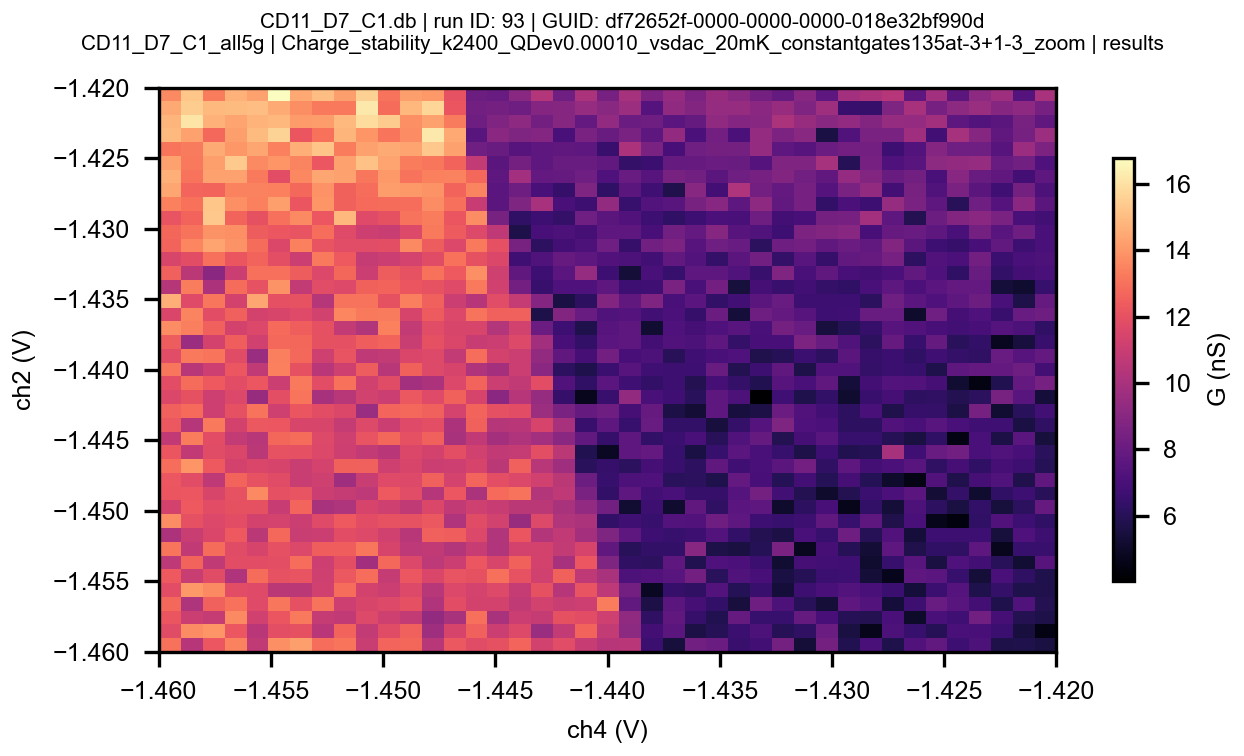 CD11_D7_C1.db | run ID: 93 | GUID: df72652f-0000-0000-0000-018e32bf990d
CD11_D7_C1_all5g | Charge_stability_k2400_QDev0.00010_vsdac_20mK_constantgates135at-3+1-3_zoom | results
−1.420
−1.425
−1.430
−1.435
−1.440
−1.445
−1.450
−1.455
−1.460
ch2 (V)
−1.460 −1.455 −1.450 −1.445 −1.440 −1.435 −1.430 −1.425 −1.420
ch4 (V)
16
14
12
10
8
6
G (nS)